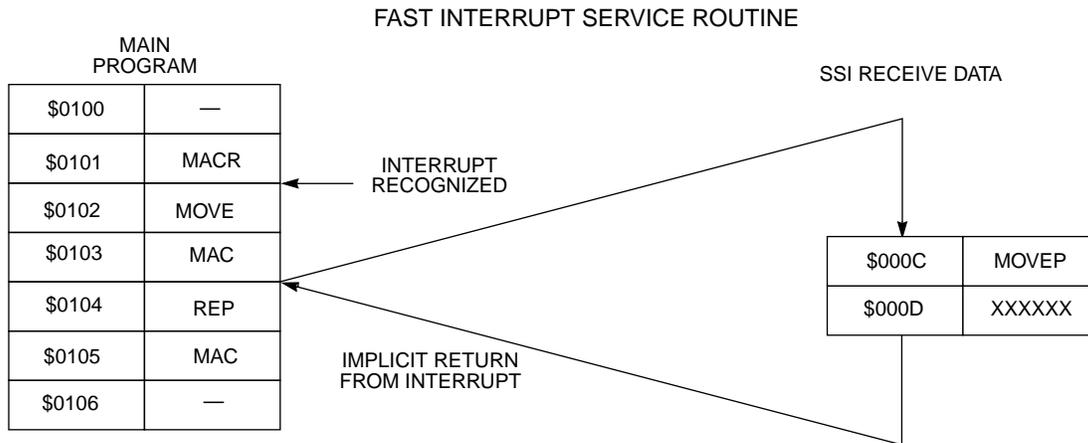 FAST INTERRUPT SERVICE ROUTINE
MAIN
PROGRAM
$0100 —
$0101 MACR
$0102 MOVE
$0103 MAC
$0104 REP
$0105 MAC
$0106 —
INTERRUPT
RECOGNIZED
IMPLICIT RETURN
FROM INTERRUPT
SSI RECEIVE DATA
$000C MOVEP
$000D XXXXXX